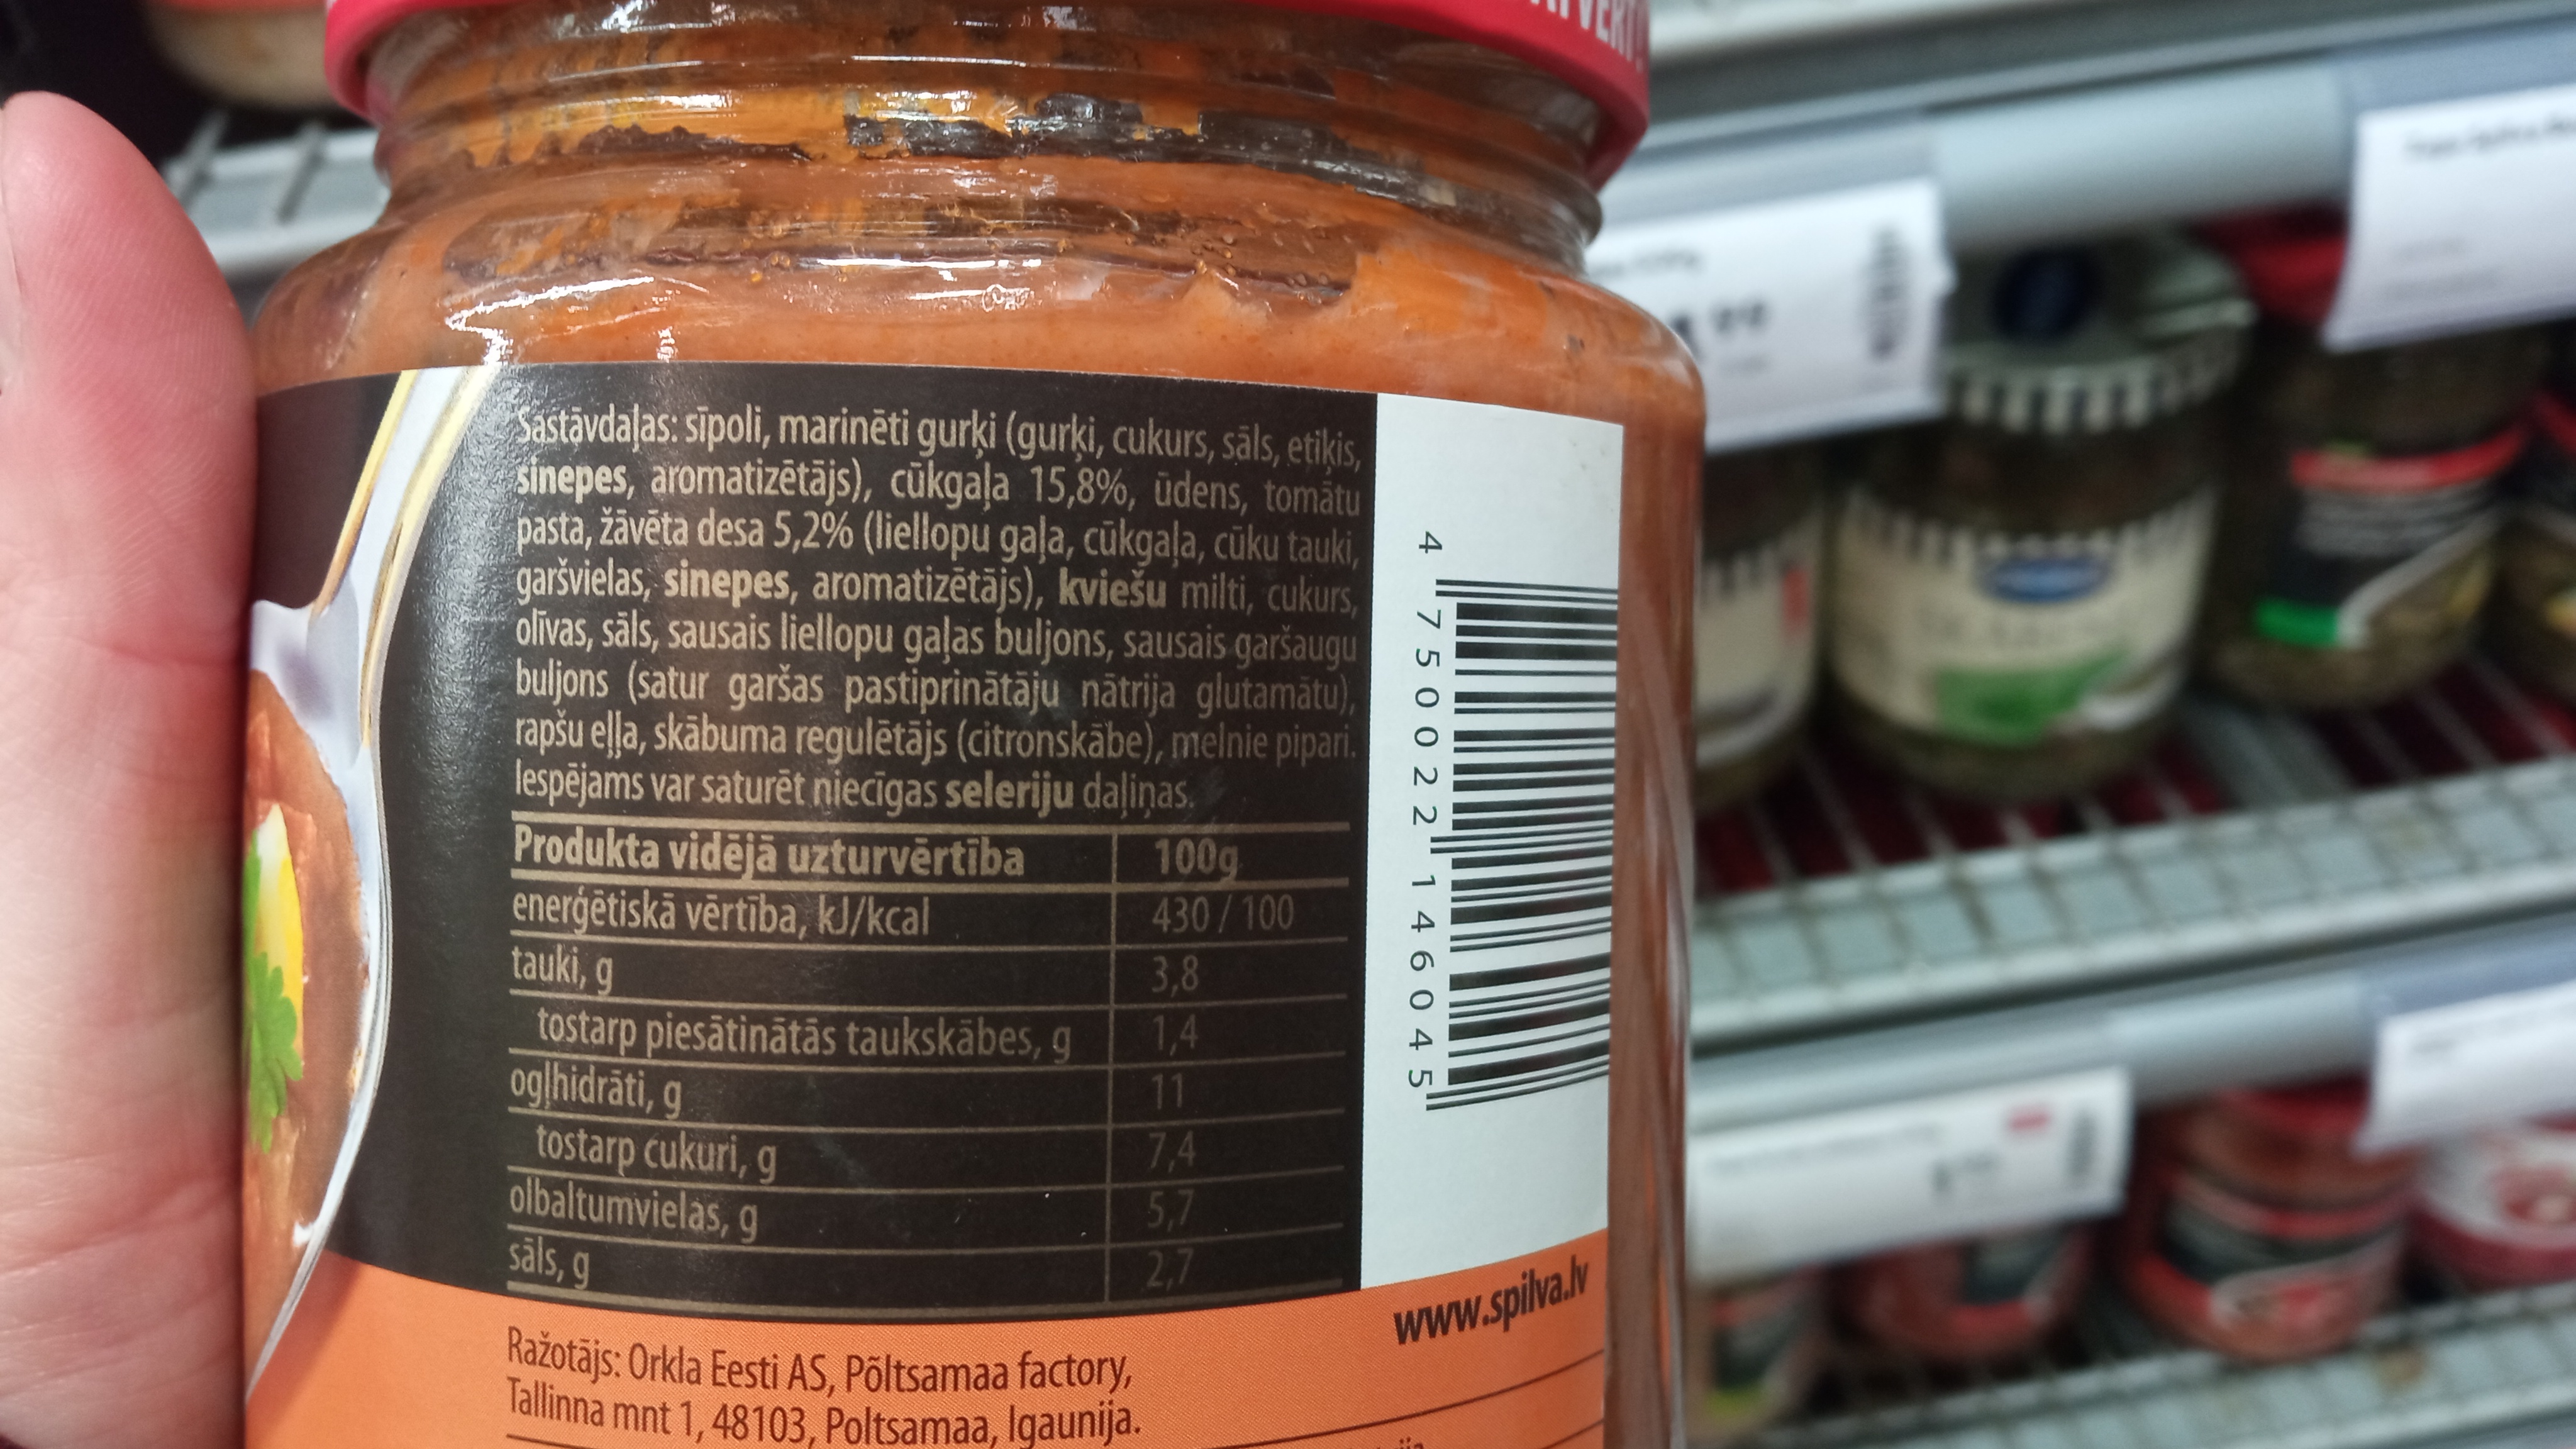 Sastāvdaļas: sīpoli, marinēti gurķi (gurķi, cukurs, sāls, etiķis,
sinepes, aromatizētājs), cūkgaļa 15,8%, ūdens, tomātu
pasta, žāvēta desa 5,2% (liellopu gaļa, cūkgaļa, cūku tauki,
garšvielas, sinepes, aromatizētājs), kviešu milti, cukurs,
olīvas, sāls, sausais liellopu gaļas buljons, sausais garšaugu
buljons (satur garšas pastiprinātāju nātrija glutamātu),
rapšu eļļa, skābuma regulētājs (citronskābe), melnie pipari.
Iespējams var saturēt niecīgas seleriju daļiņas.
Produkta vidējā uzturvērtība 100g
enerģētiskā vērtība, kJ/kcal 430 / 100
tauki, g 3,8
tostarp piesātinātās taukskābes, g 1,4
ogļhidrāti, g 11
tostarp cukuri, g 7,4
olbaltumvielas, g 5,7
sāls, g 2,7
4 750022 146045
www.spilva.lv
Ražotājs: Orkla Eesti AS, Põltsamaa factory,
Tallinna mnt 1, 48103, Poltsamaa, Igaunija.